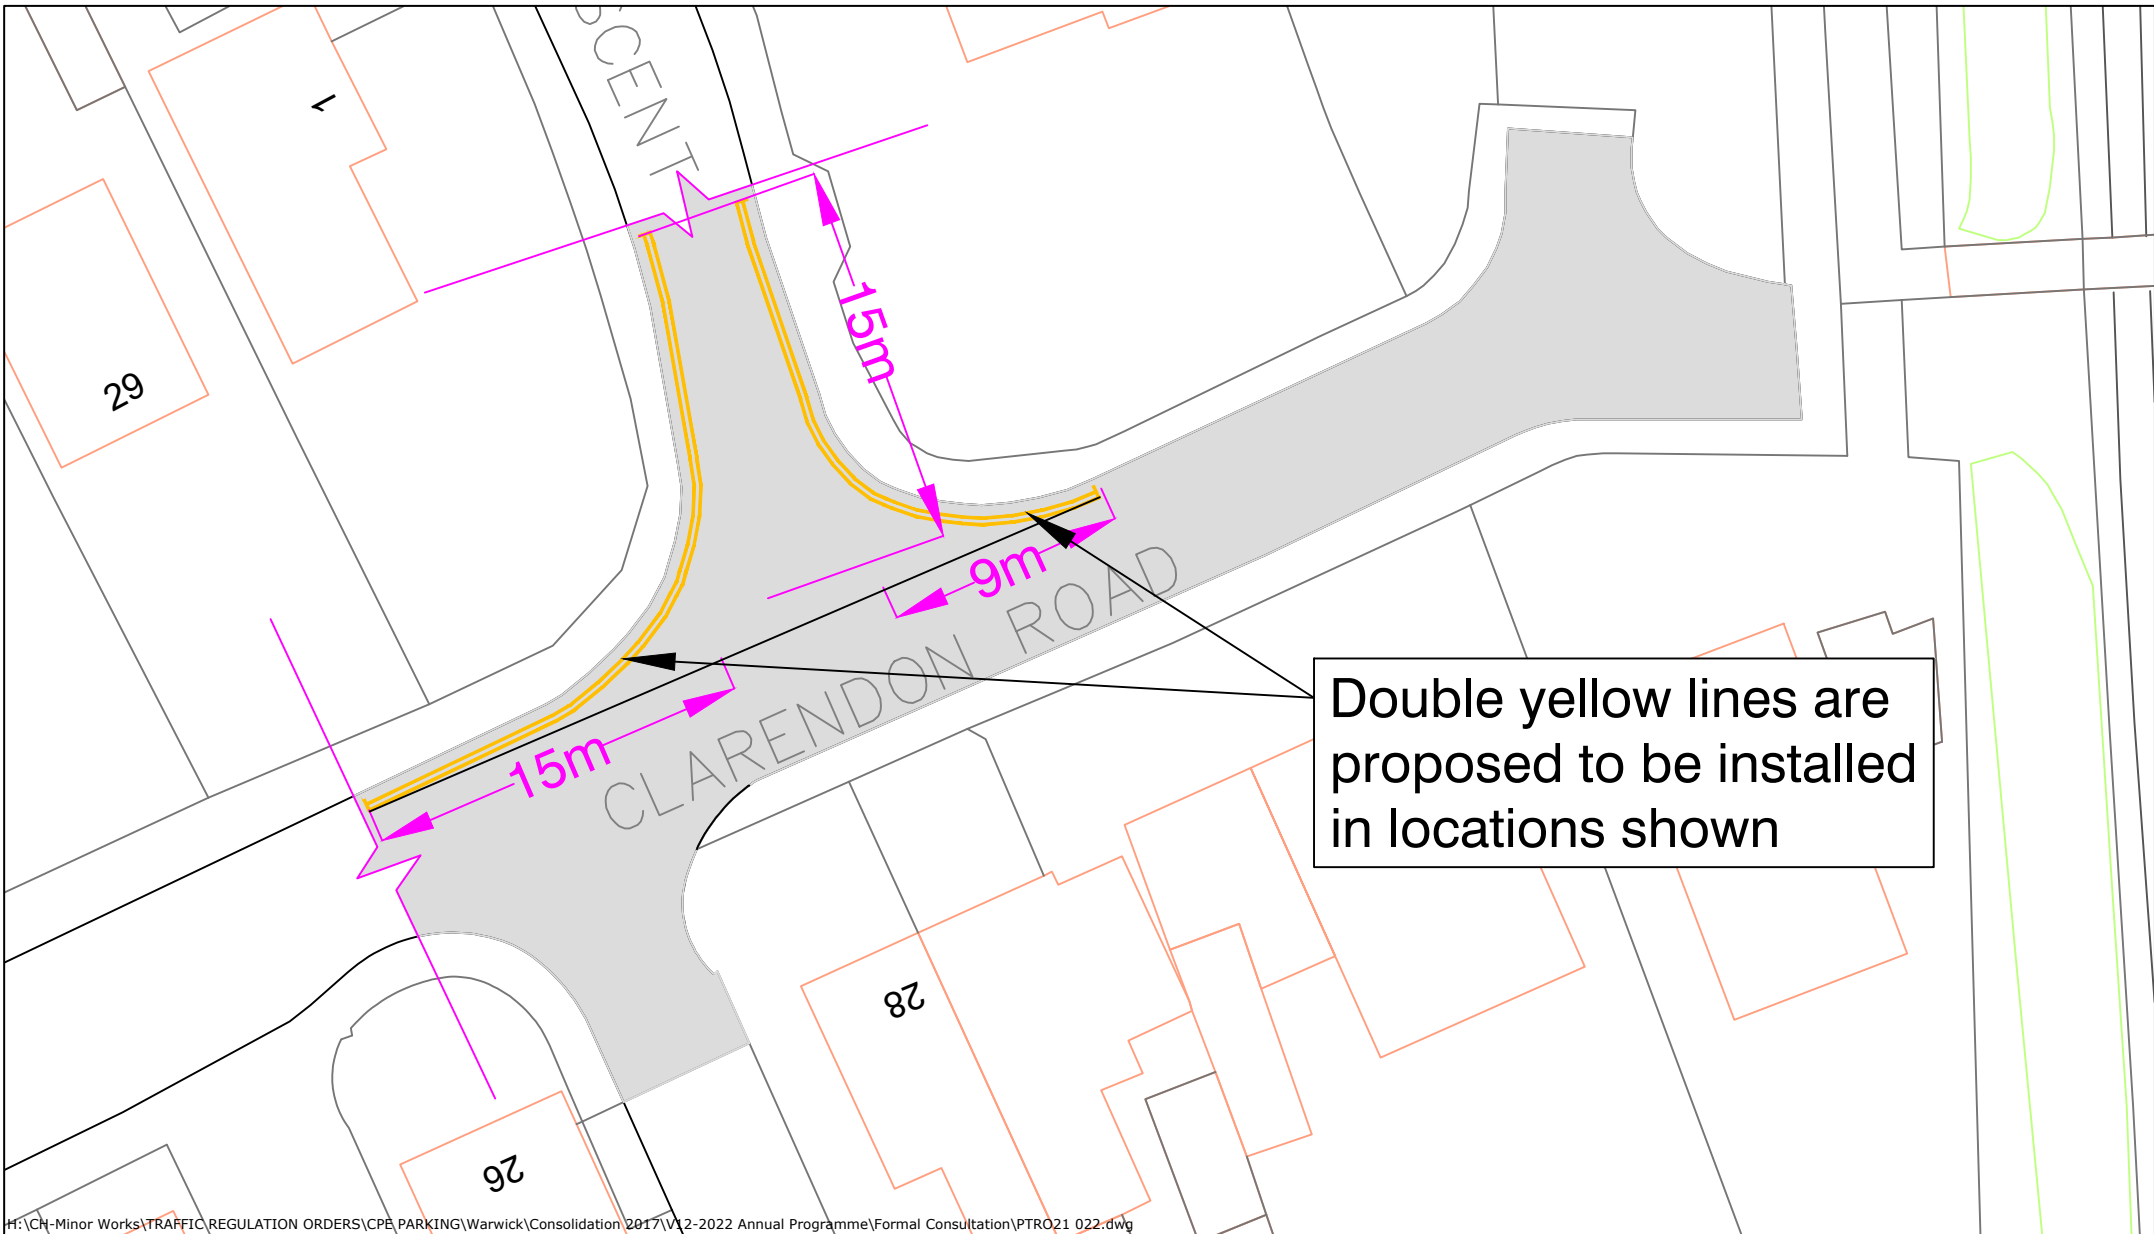 SCENT
1
29
15m
9m
CLARENDON ROAD
15m
Double yellow lines are
proposed to be installed
in locations shown
28
26
H:\CH-Minor Works\TRAFFIC REGULATION ORDERS\CPE PARKING\Warwick\Consolidation 2017\V12-2022 Annual Programme\Formal Consultation\PTRO21 022.dwg